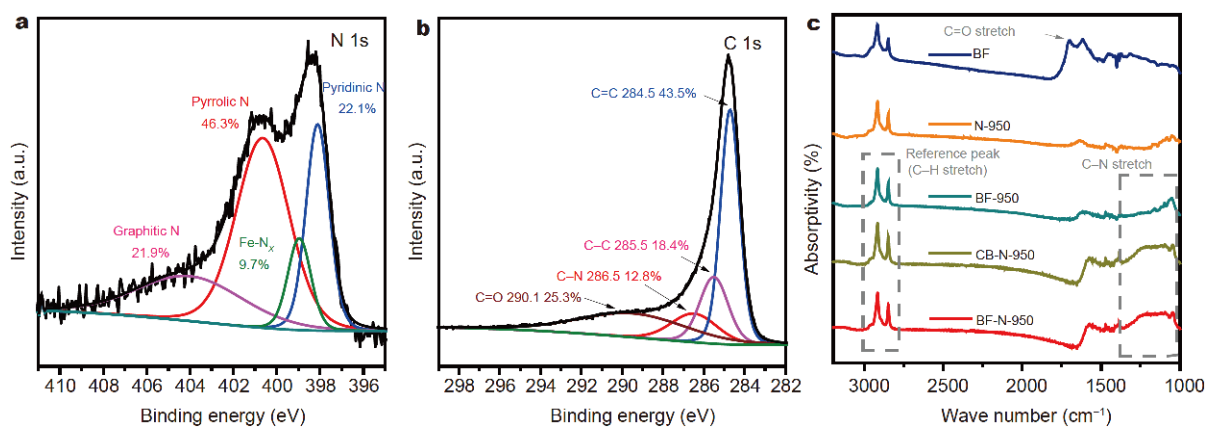 a
N 1s
Pyridinic N
22.1%
Pyrrolic N
46.3%
Graphitic N
21.9%
Fe-Nx
9.7%
Intensity (a.u.)
410 408 406 404 402 400 398 396
Binding energy (eV)
b
C 1s
C=C 284.5 43.5%
C–C 285.5 18.4%
C–N 286.5 12.8%
C=O 290.1 25.3%
Intensity (a.u.)
298 296 294 292 290 288 286 284 282
Binding energy (eV)
c
C=O stretch
BF
N-950
Reference peak
(C–H stretch)
C–N stretch
BF-950
CB-N-950
BF-N-950
Absorptivity (%)
3000 2500 2000 1500 1000
Wave number (cm⁻¹)